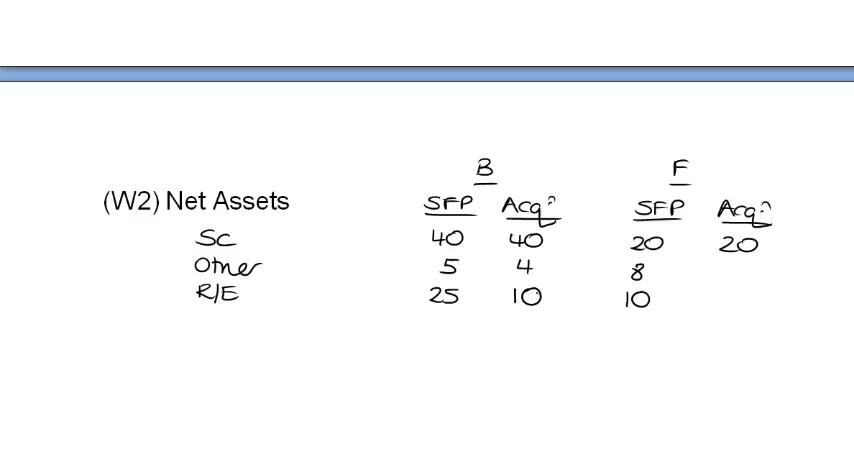 B F
(W2) Net Assets SFP Acqn SFP Acqn
SC 40 40 20 20
Other 5 4 8
R/E 25 10 10